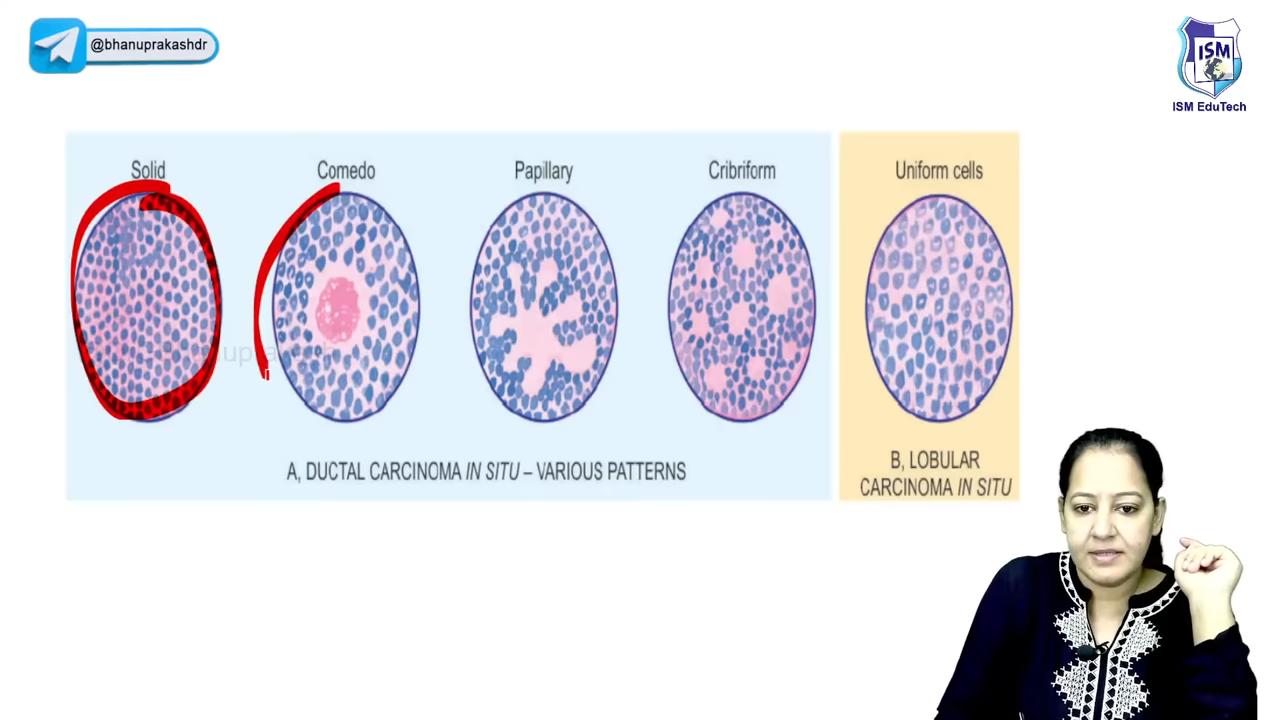 @bhanuprakashdr
ISM
ISM EduTech
Solid
Comedo
Papillary
Cribriform
Uniform cells
A, DUCTAL CARCINOMA IN SITU – VARIOUS PATTERNS
B, LOBULAR
CARCINOMA IN SITU